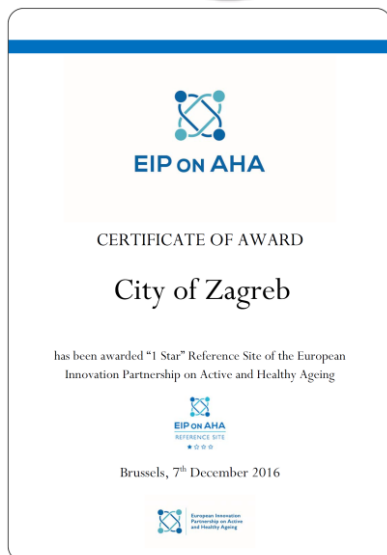 EIP ON AHA
CERTIFICATE OF AWARD
City of Zagreb
has been awarded “1 Star” Reference Site of the European
Innovation Partnership on Active and Healthy Ageing
EIP ON AHA
REFERENCE SITE
Brussels, 7th December 2016
European Innovation
Partnership on Active
and Healthy Ageing